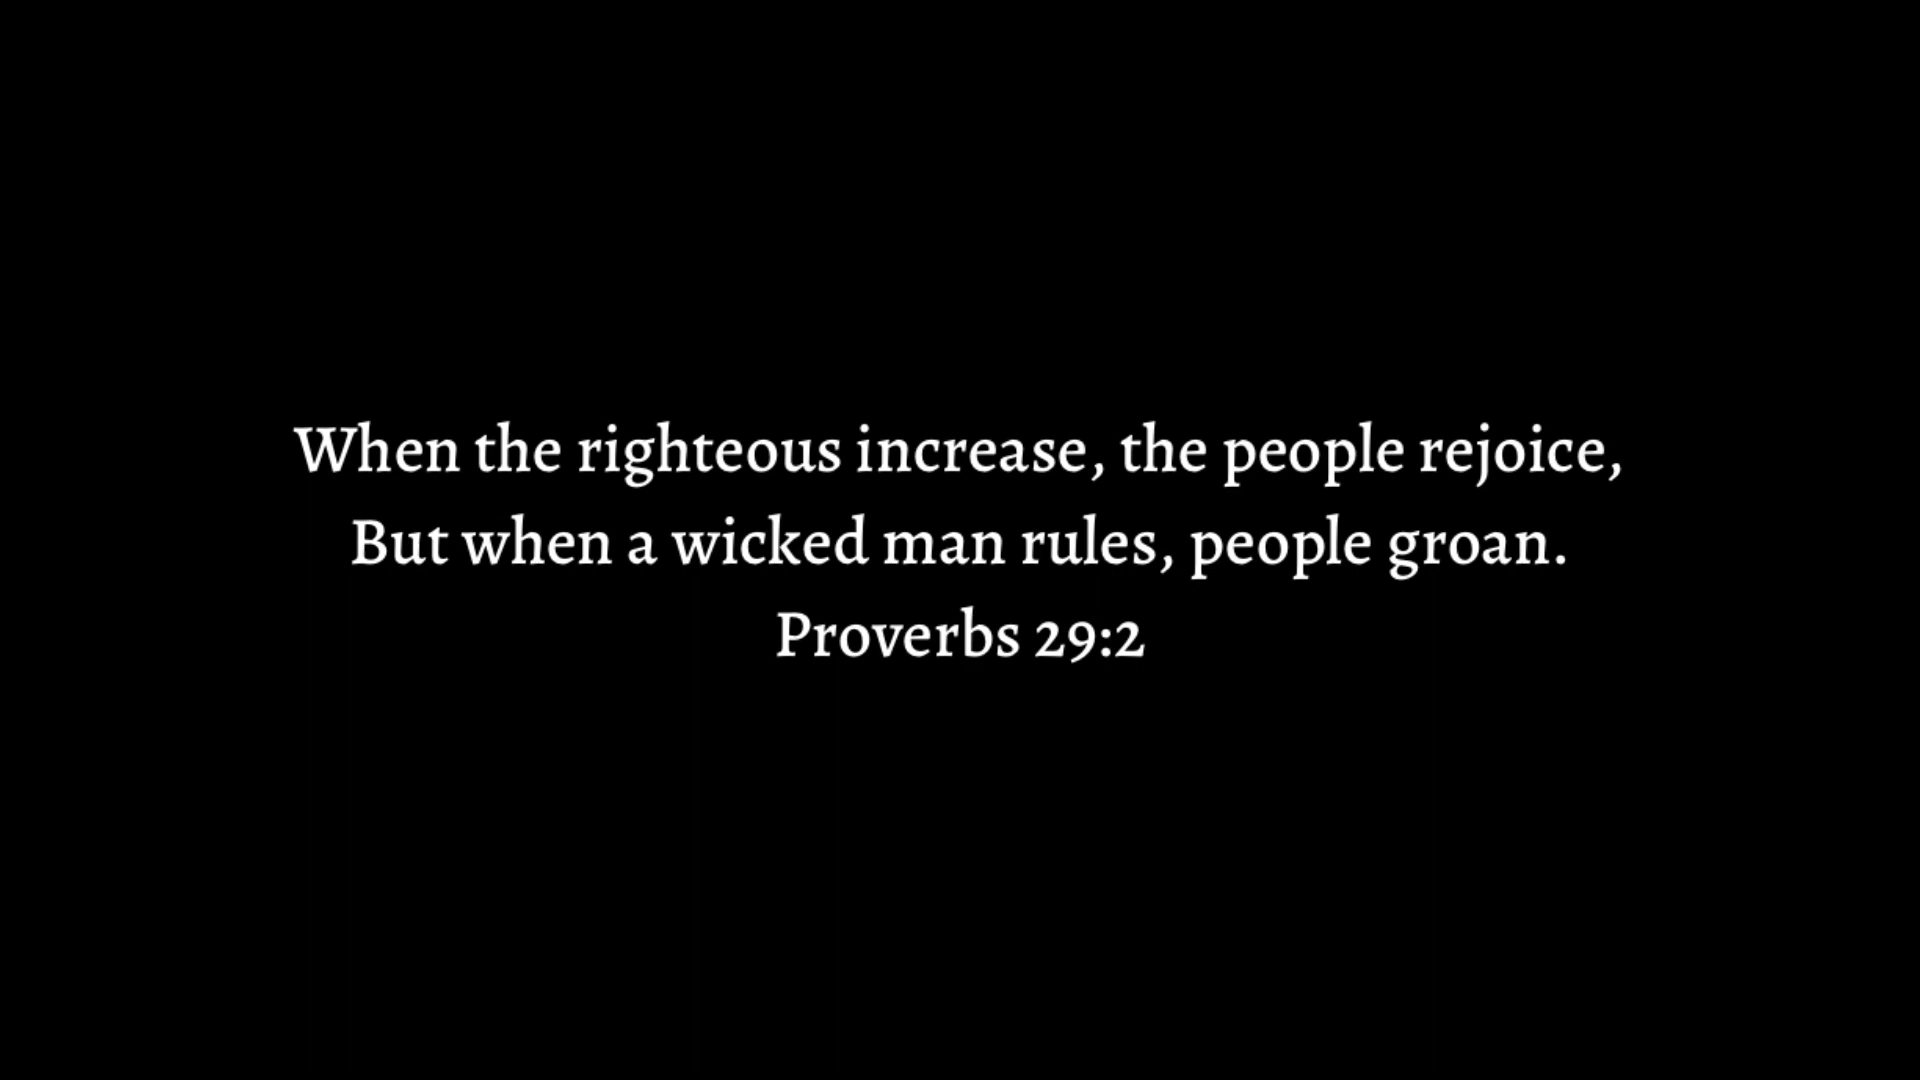 When the righteous increase, the people rejoice,
But when a wicked man rules, people groan.
Proverbs 29:2